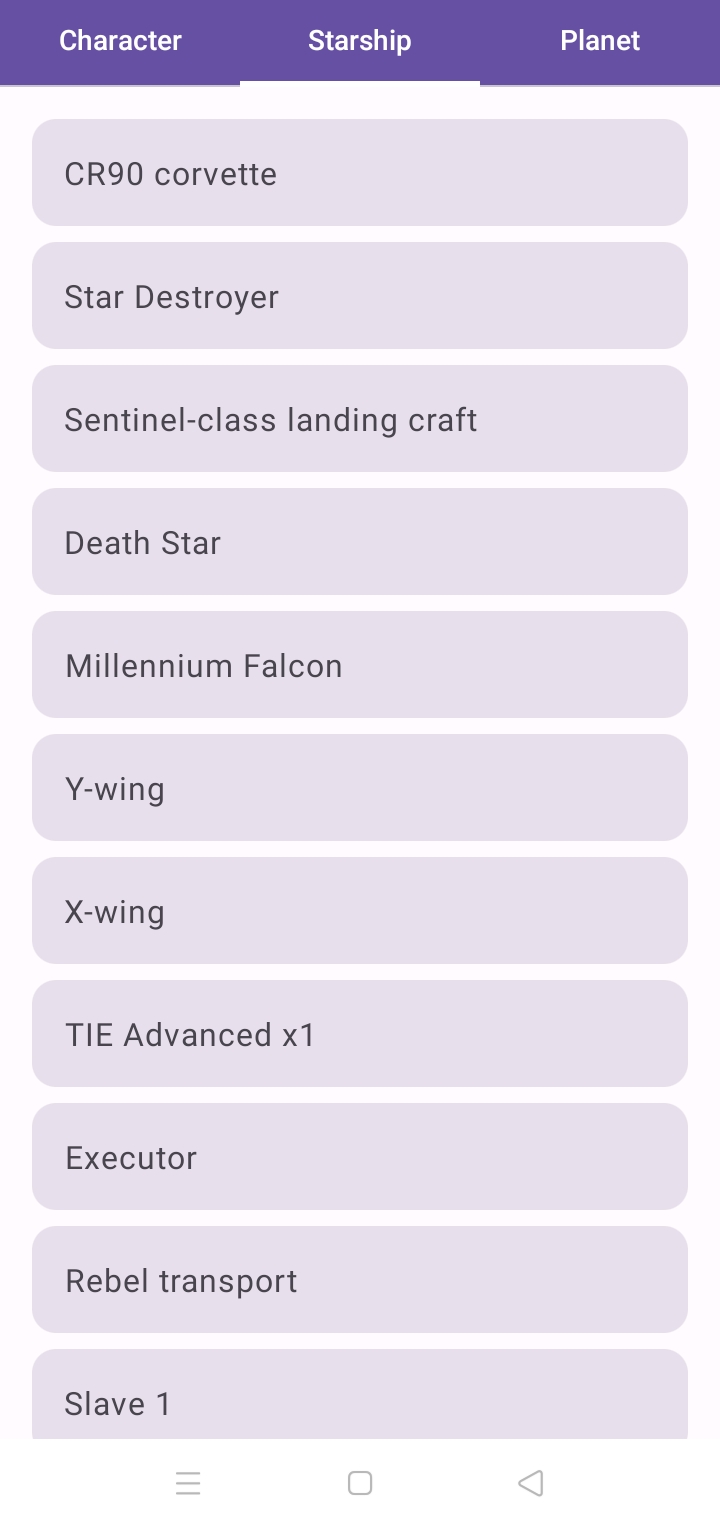 Character Starship Planet
CR90 corvette
Star Destroyer
Sentinel-class landing craft
Death Star
Millennium Falcon
Y-wing
X-wing
TIE Advanced x1
Executor
Rebel transport
Slave 1